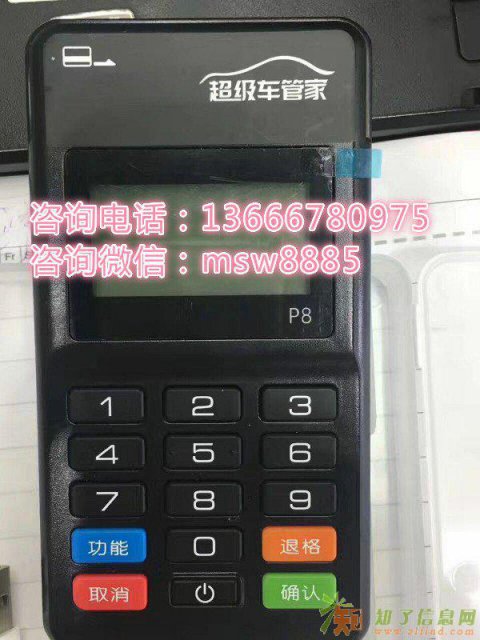 超级车管家
咨询电话：13666780975
咨询微信：msw8885
Fr
P8
1 2 3
4 5 6
7 8 9
功能 0 退格
取消 确认
知了信息网